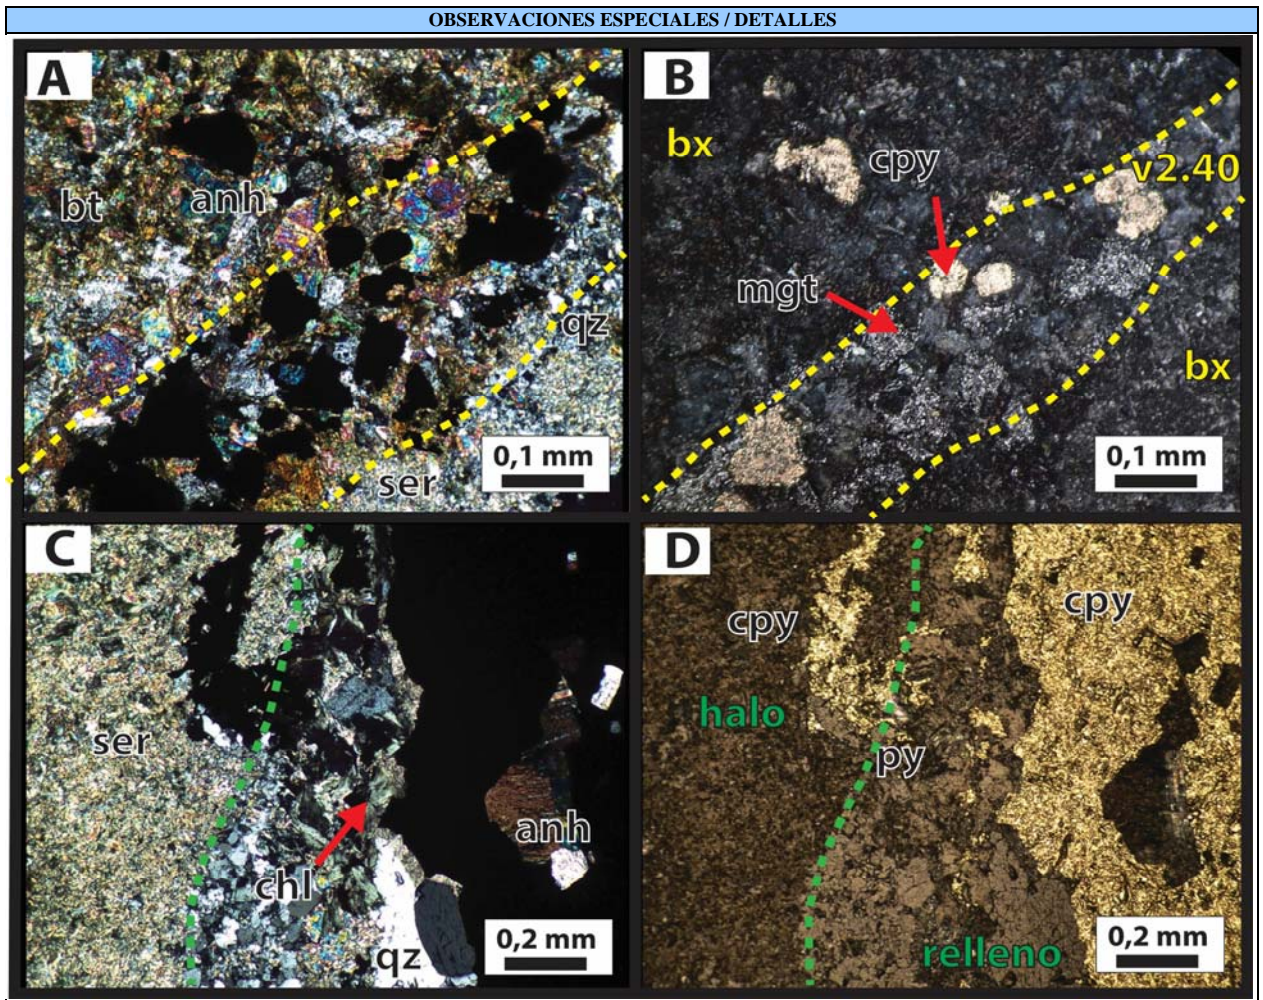 OBSERVACIONES ESPECIALES / DETALLES
A
bt
anh
qz
ser
0,1 mm
B
bx
cpy
v2.40
mgt
bx
0,1 mm
C
ser
anh
chl
qz
0,2 mm
D
cpy
cpy
halo
py
relleno
0,2 mm